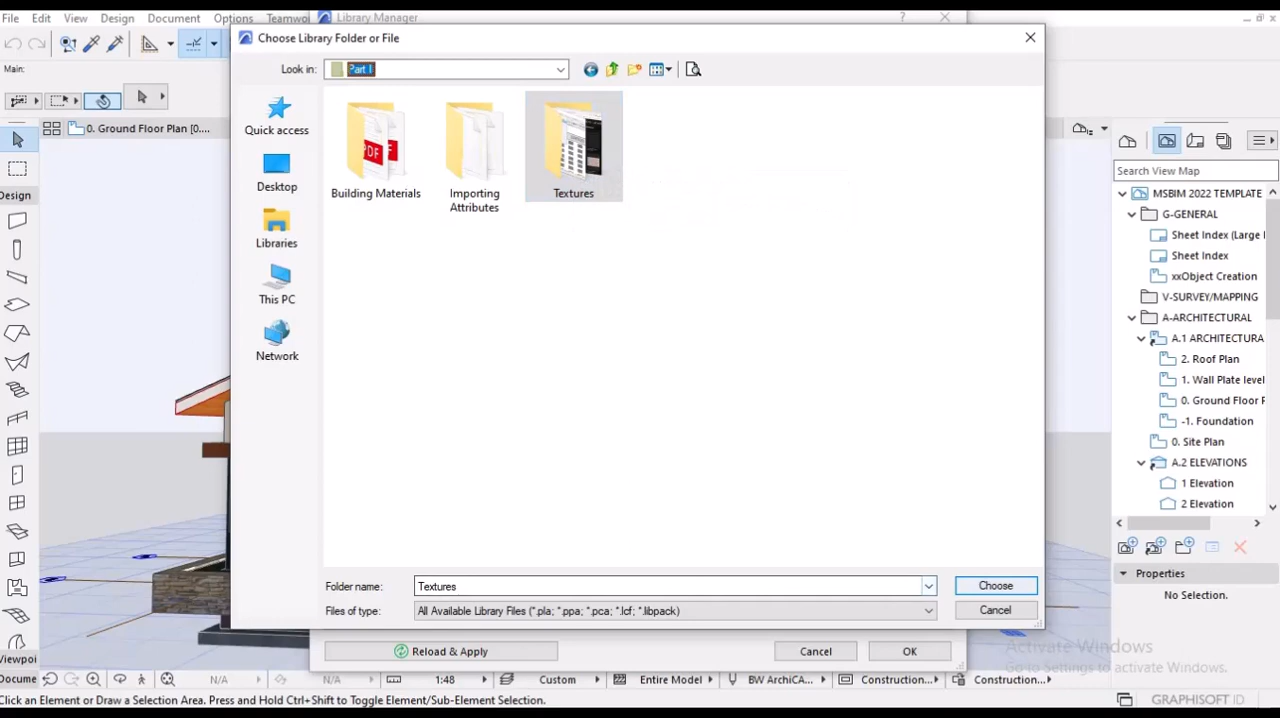 File Edit View Design Document Options Teamwo
Library Manager
?
Choose Library Folder or File
Main:
Look in: Part I
0. Ground Floor Plan [0....
Quick access
Desktop
Libraries
This PC
Network
PDF
Building Materials
Importing
Attributes
Textures
Search View Map
MSBIM 2022 TEMPLATE
G-GENERAL
Sheet Index (Large
Sheet Index
xxObject Creation
V-SURVEY/MAPPING
A-ARCHITECTURAL
A.1 ARCHITECTURA
2. Roof Plan
1. Wall Plate level
0. Ground Floor F
-1. Foundation
0. Site Plan
A.2 ELEVATIONS
1 Elevation
2 Elevation
Design
Viewpoi
Docume
Folder name: Textures
Choose
Files of type: All Available Library Files (*.pla; *.ppa; *.pca; *.lcf; *.libpack)
Cancel
Properties
No Selection.
Reload & Apply
Cancel
OK
Activate Windows
Go to Settings to activate Windows.
N/A
N/A
1:48
Custom
Entire Model
BW ArchiCA...
Construction...
Construction...
Click an Element or Draw a Selection Area. Press and Hold Ctrl+Shift to Toggle Element/Sub-Element Selection.
GRAPHISOFT ID